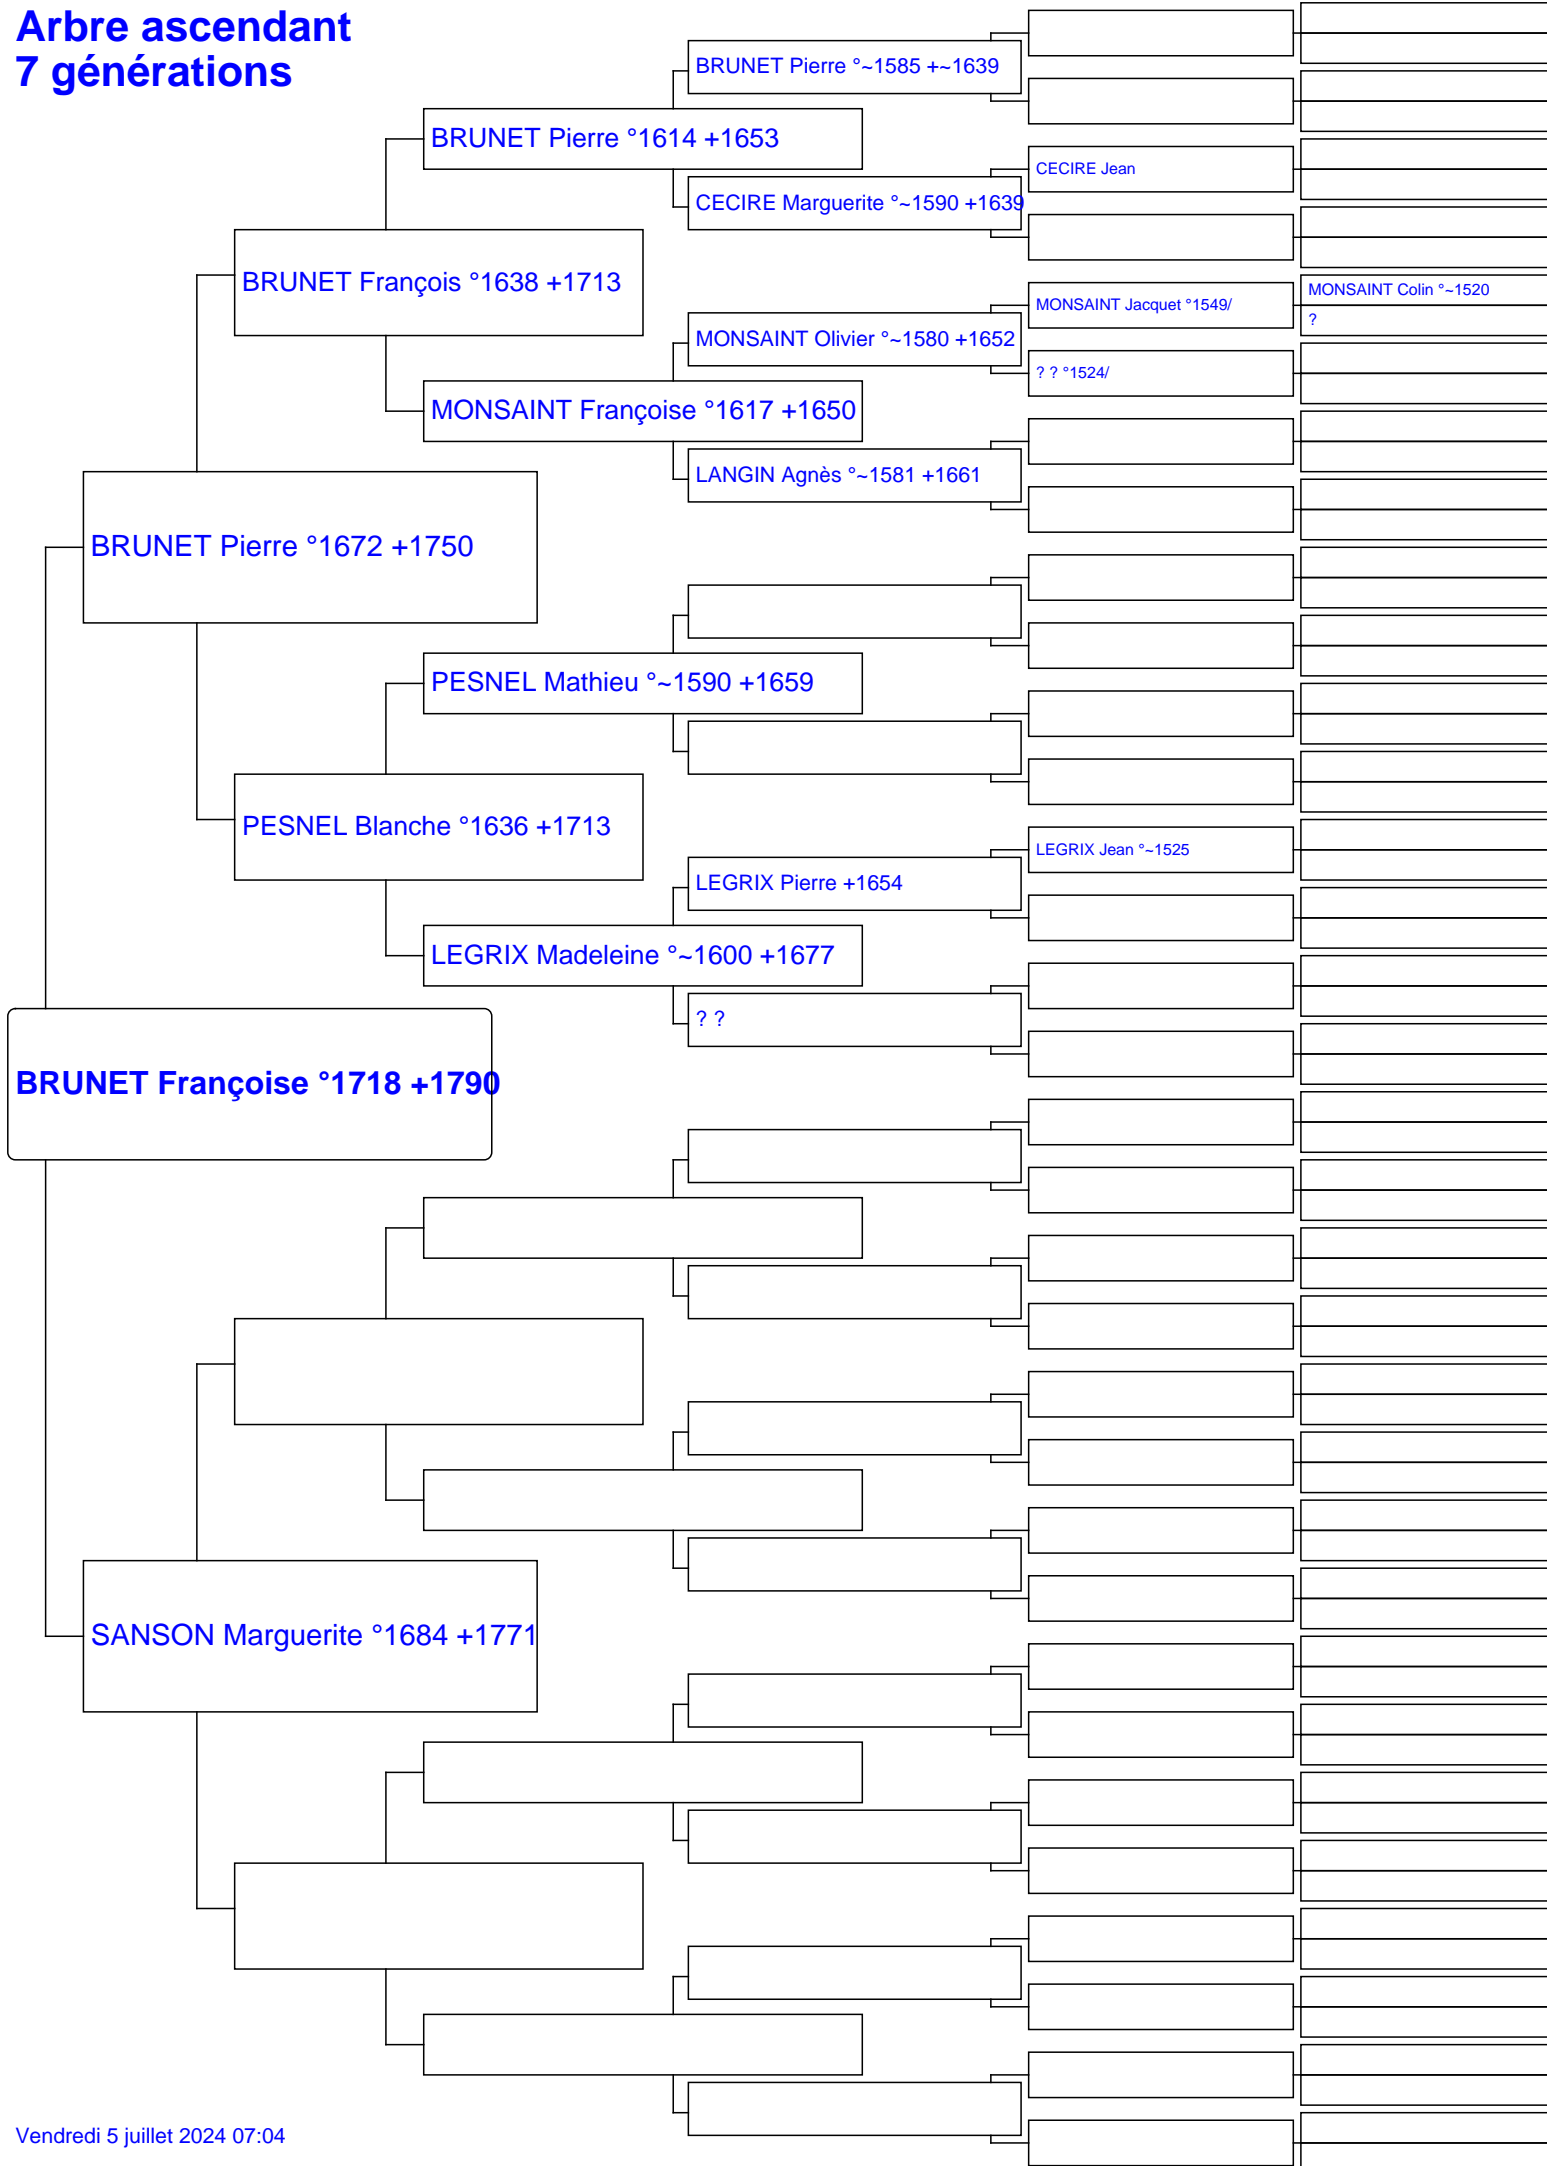 Arbre ascendant
7 générations
BRUNET Pierre °~1585 +~1639
BRUNET Pierre °1614 +1653
CECIRE Jean
CECIRE Marguerite °~1590 +1639
BRUNET François °1638 +1713
MONSAINT Colin °~1520
MONSAINT Jacquet °1549/
?
MONSAINT Olivier °~1580 +1652
? ? °1524/
MONSAINT Françoise °1617 +1650
LANGIN Agnès °~1581 +1661
BRUNET Pierre °1672 +1750
PESNEL Mathieu °~1590 +1659
PESNEL Blanche °1636 +1713
LEGRIX Jean °~1525
LEGRIX Pierre +1654
LEGRIX Madeleine °~1600 +1677
? ?
BRUNET Françoise °1718 +1790
SANSON Marguerite °1684 +1771
Vendredi 5 juillet 2024 07:04